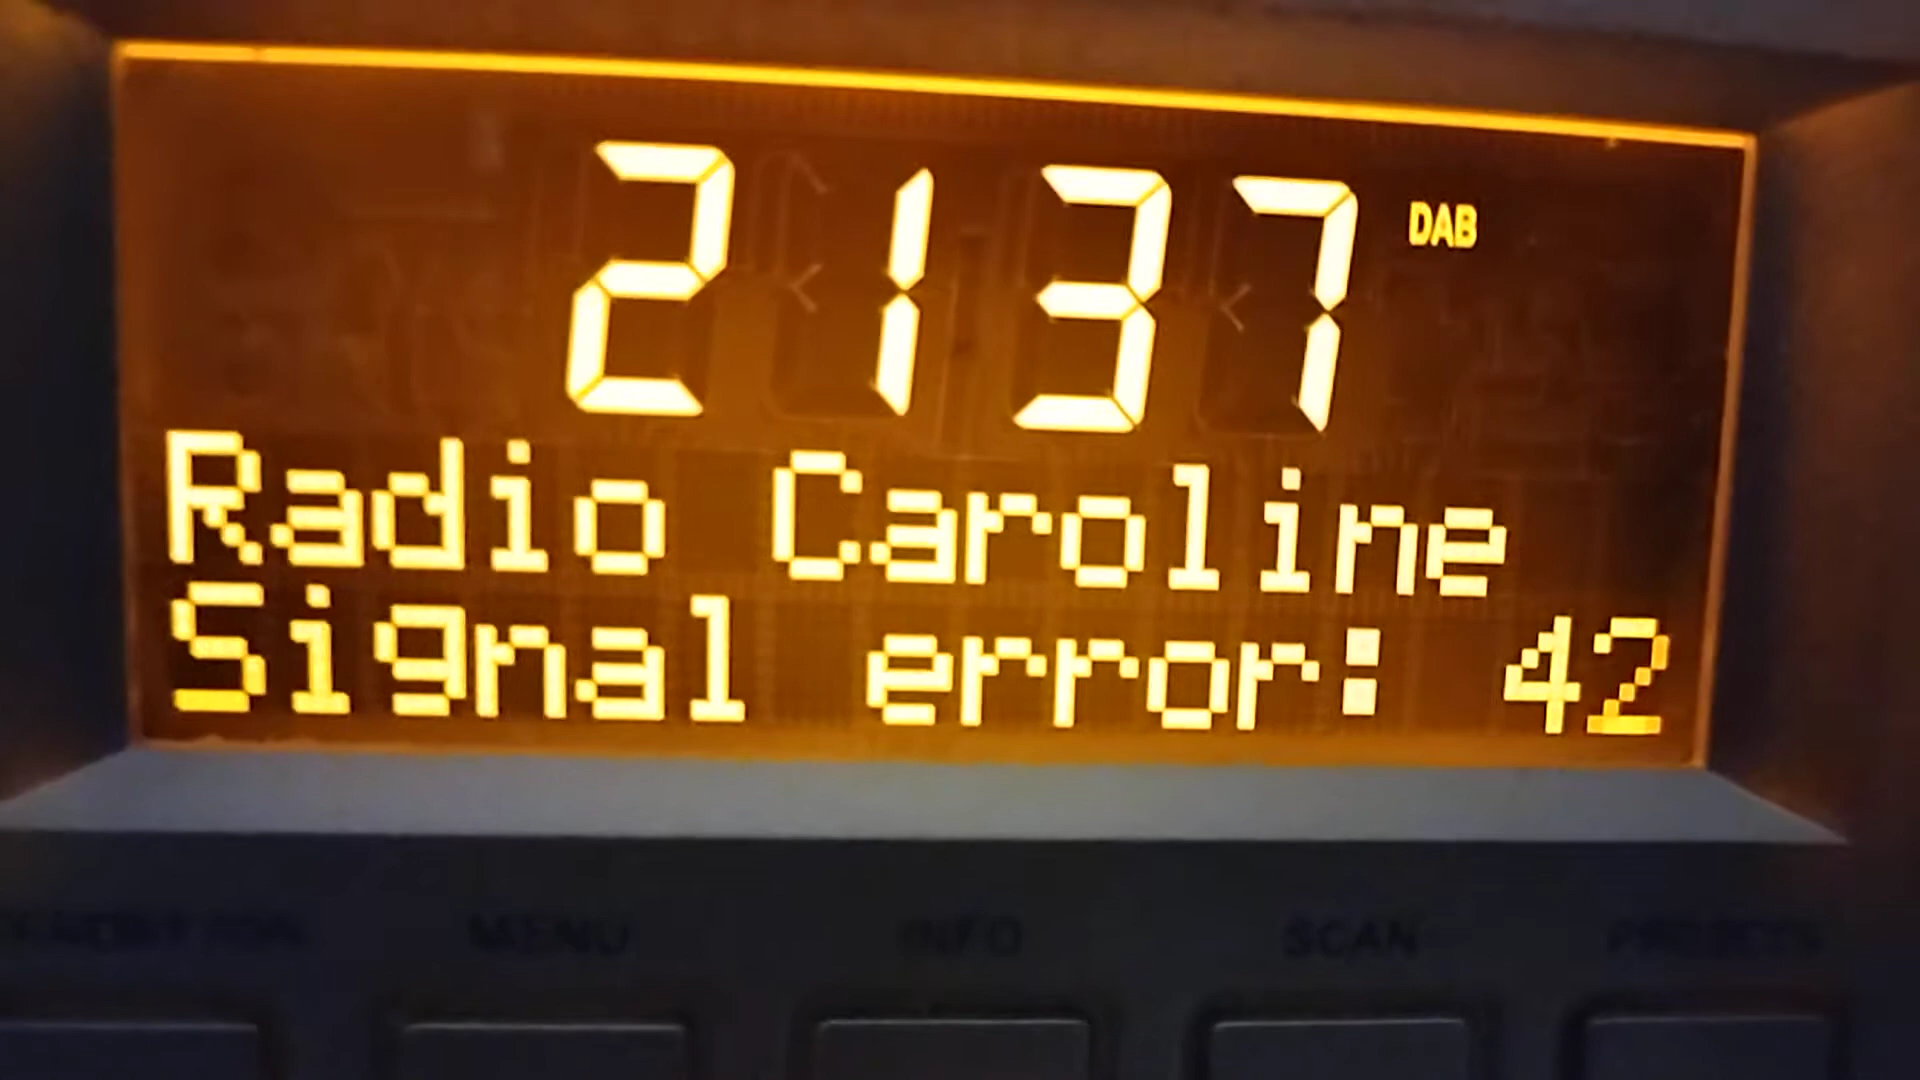 2137 DAB
Radio Caroline
Signal error: 42
MENU INFO SCAN